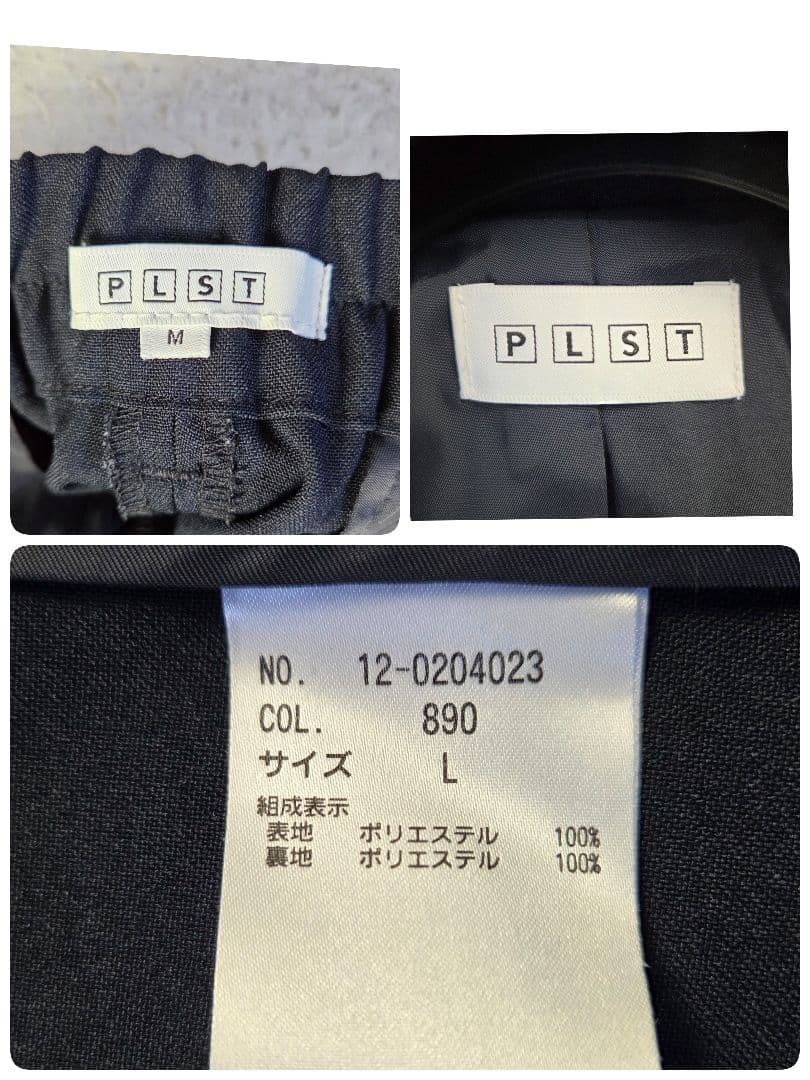 PLST
M
PLST
NO. 12-0204023
COL. 890
サイズ L
組成表示
表地 ポリエステル 100%
裏地 ポリエステル 100%